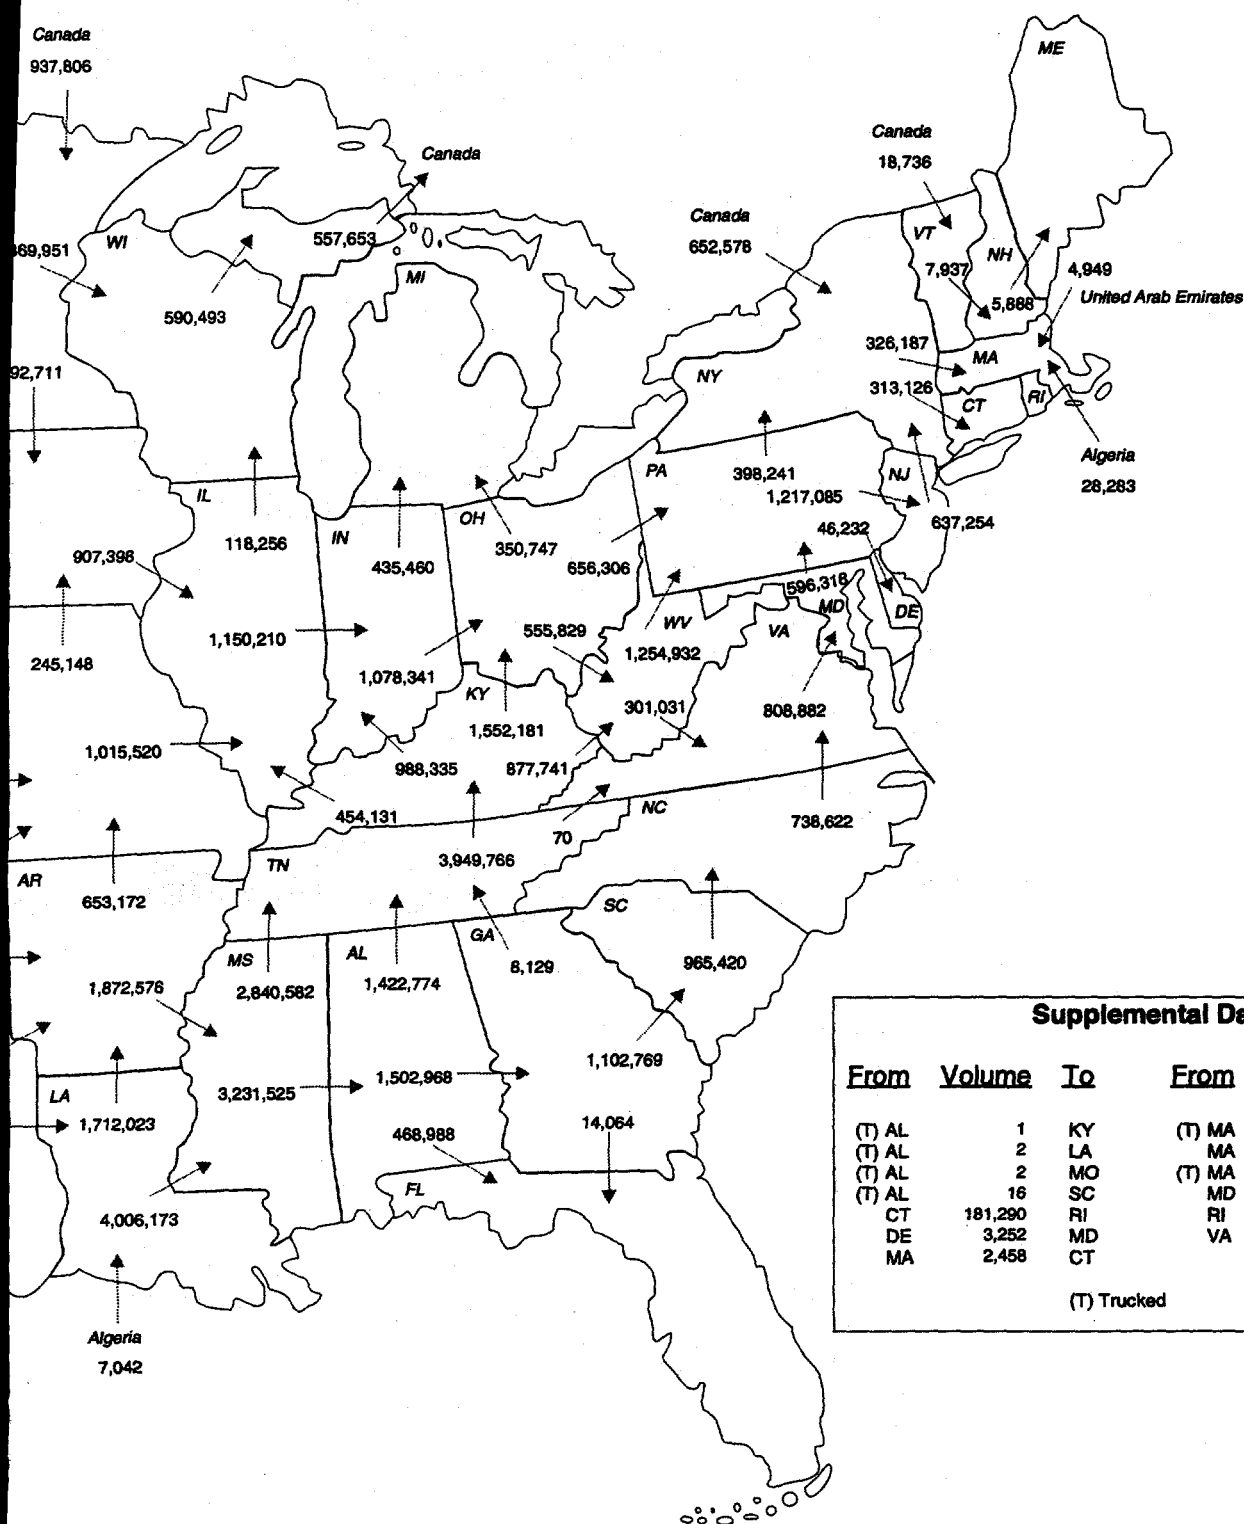 Canada
937,806
ME
Canada
18,736
Canada
Canada
652,578
WI
VT
NH
557,653
369,951
MI
7,937
4,949
5,888
United Arab Emirates
590,493
326,187
MA
92,711
NY
313,126
CT
RI
Algeria
28,283
PA
398,241
NJ
1,217,085
IL
OH
IN
46,232
637,254
118,256
350,747
907,398
435,460
656,306
596,318
MD
DE
WV
VA
1,150,210
555,829
1,254,932
245,148
1,078,341
KY
301,031
808,882
1,552,181
1,015,520
988,335
877,741
NC
454,131
70
738,622
TN
3,949,766
AR
653,172
SC
GA
MS
AL
8,129
965,420
1,872,576
2,840,582
1,422,774
1,102,769
3,231,525
1,502,968
LA
1,712,023
14,064
468,988
FL
4,006,173
Algeria
7,042
Supplemental Da
From Volume To From
(T) AL 1 KY (T) MA
(T) AL 2 LA MA
(T) AL 2 MO (T) MA
(T) AL 16 SC MD
CT 181,290 RI RI
DE 3,252 MD VA
MA 2,458 CT
(T) Trucked